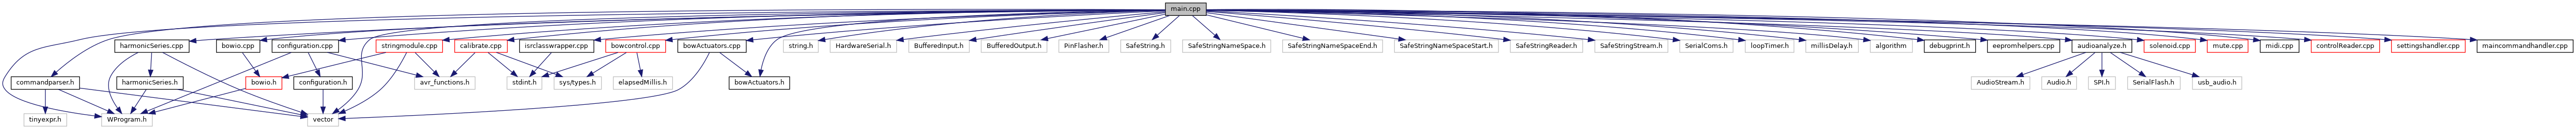 main.cpp
harmonicSeries.cpp
bowio.cpp
configuration.cpp
stringmodule.cpp
calibrate.cpp
isrclasswrapper.cpp
bowcontrol.cpp
bowActuators.cpp
string.h
HardwareSerial.h
BufferedInput.h
BufferedOutput.h
PinFlasher.h
SafeString.h
SafeStringNameSpace.h
SafeStringNameSpaceEnd.h
SafeStringNameSpaceStart.h
SafeStringReader.h
SafeStringStream.h
SerialComs.h
loopTimer.h
millisDelay.h
algorithm
debugprint.h
eepromhelpers.cpp
audioanalyze.h
solenoid.cpp
mute.cpp
midi.cpp
controlReader.cpp
settingshandler.cpp
maincommandhandler.cpp
commandparser.h
harmonicSeries.h
bowio.h
configuration.h
avr_functions.h
stdint.h
sys/types.h
elapsedMillis.h
bowActuators.h
AudioStream.h
Audio.h
SPI.h
SerialFlash.h
usb_audio.h
tinyexpr.h
WProgram.h
vector